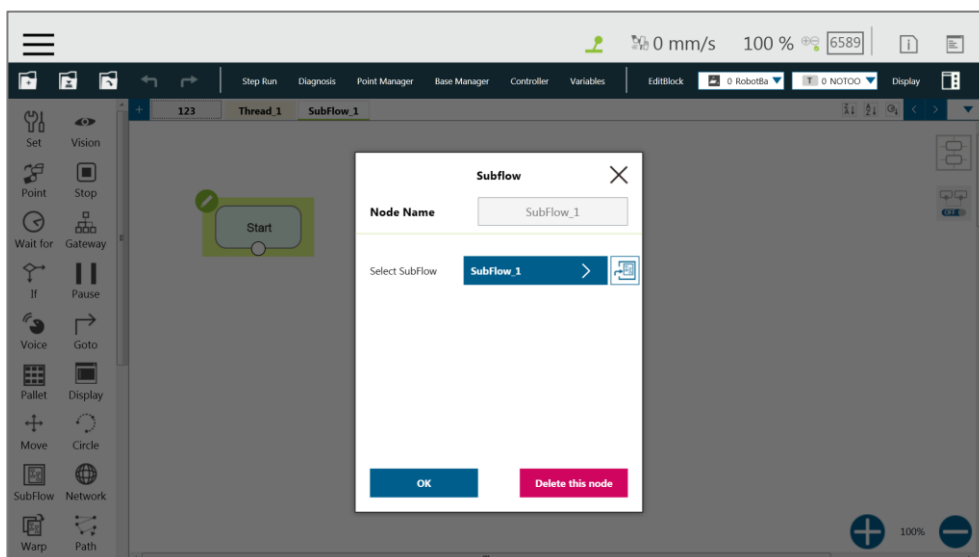 0 mm/s 100 % 6589
Step Run Diagnosis Point Manager Base Manager Controller Variables EditBlock 0 RobotBa T 0 NOTOO Display
+ 123 Thread_1 SubFlow_1
Set Vision
Point Stop
Wait for Gateway
If Pause
Voice Goto
Pallet Display
Move Circle
SubFlow Network
Warp Path
Start
Subflow
Node Name SubFlow_1
Select SubFlow SubFlow_1
OK Delete this node
OFF
100%